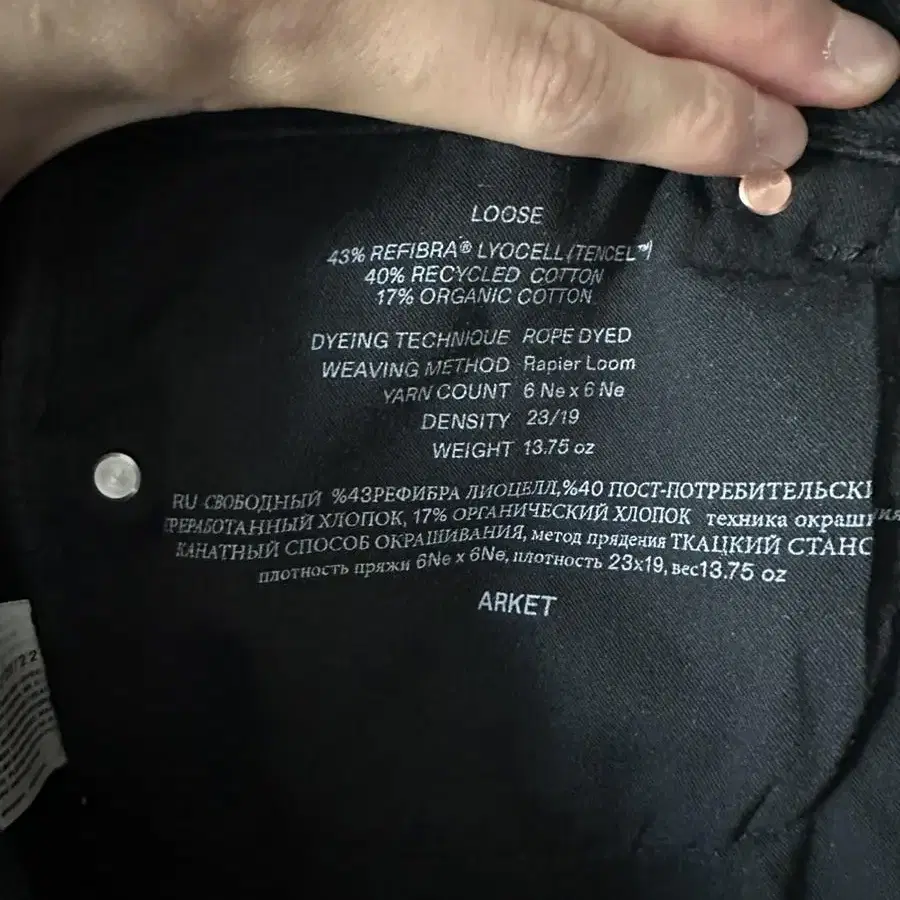 LOOSE
43% REFIBRA® LYOCELL (TENCEL™)
40% RECYCLED COTTON
17% ORGANIC COTTON
DYEING TECHNIQUE ROPE DYED
WEAVING METHOD Rapier Loom
YARN COUNT 6 Ne x 6 Ne
DENSITY 23/19
WEIGHT 13.75 oz
RU СВОБОДНЫЙ %43РЕФИБРА ЛИОЦЕЛЛ,%40 ПОСТ-ПОТРЕБИТЕЛЬСКИ
ЕРЕРАБОТАННЫЙ ХЛОПОК, 17% ОРГАНИЧЕСКИЙ ХЛОПОК техника окрашивания
КАНАТНЫЙ СПОСОБ ОКРАШИВАНИЯ, метод прядения ТКАЦКИЙ СТАНО
плотность пряжи 6Ne x 6Ne, плотность 23x19, вес13.75 oz
ARKET